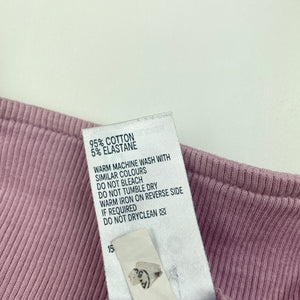 95% COTTON
5% ELASTANE
WARM MACHINE WASH WITH
SIMILAR COLOURS
DO NOT BLEACH
DO NOT TUMBLE DRY
WARM IRON ON REVERSE SIDE
IF REQUIRED
DO NOT DRYCLEAN